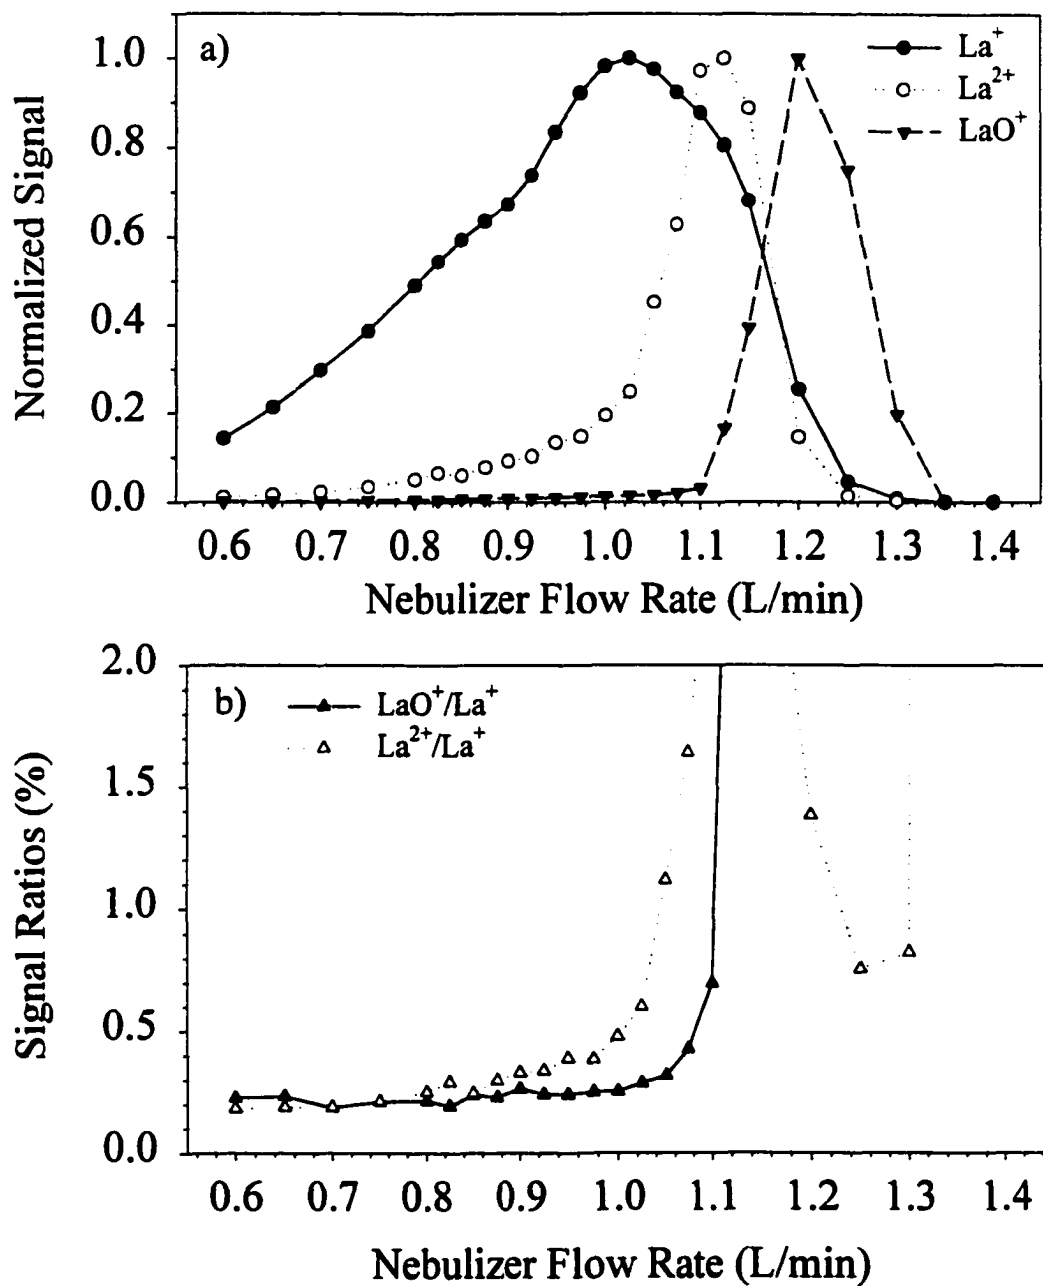 a)
La⁺
La²⁺
LaO⁺
1.0
0.8
0.6
0.4
0.2
0.0
Normalized Signal
0.6 0.7 0.8 0.9 1.0 1.1 1.2 1.3 1.4
Nebulizer Flow Rate (L/min)
b)
LaO⁺/La⁺
La²⁺/La⁺
2.0
1.5
1.0
0.5
0.0
Signal Ratios (%)
0.6 0.7 0.8 0.9 1.0 1.1 1.2 1.3 1.4
Nebulizer Flow Rate (L/min)